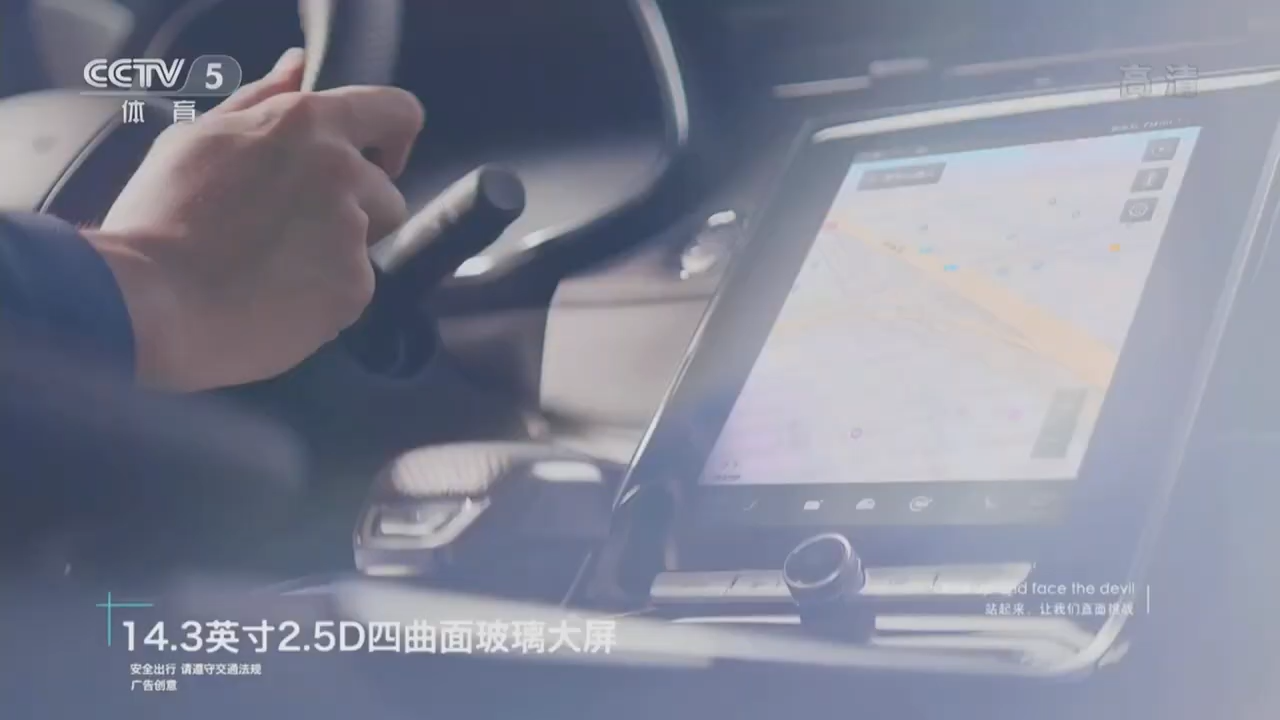 CCTV 5
体育
高清
nd face the devil
站起来,让我们直面挑战
14.3英寸2.5D四曲面玻璃大屏
安全出行 请遵守交通法规
广告创意